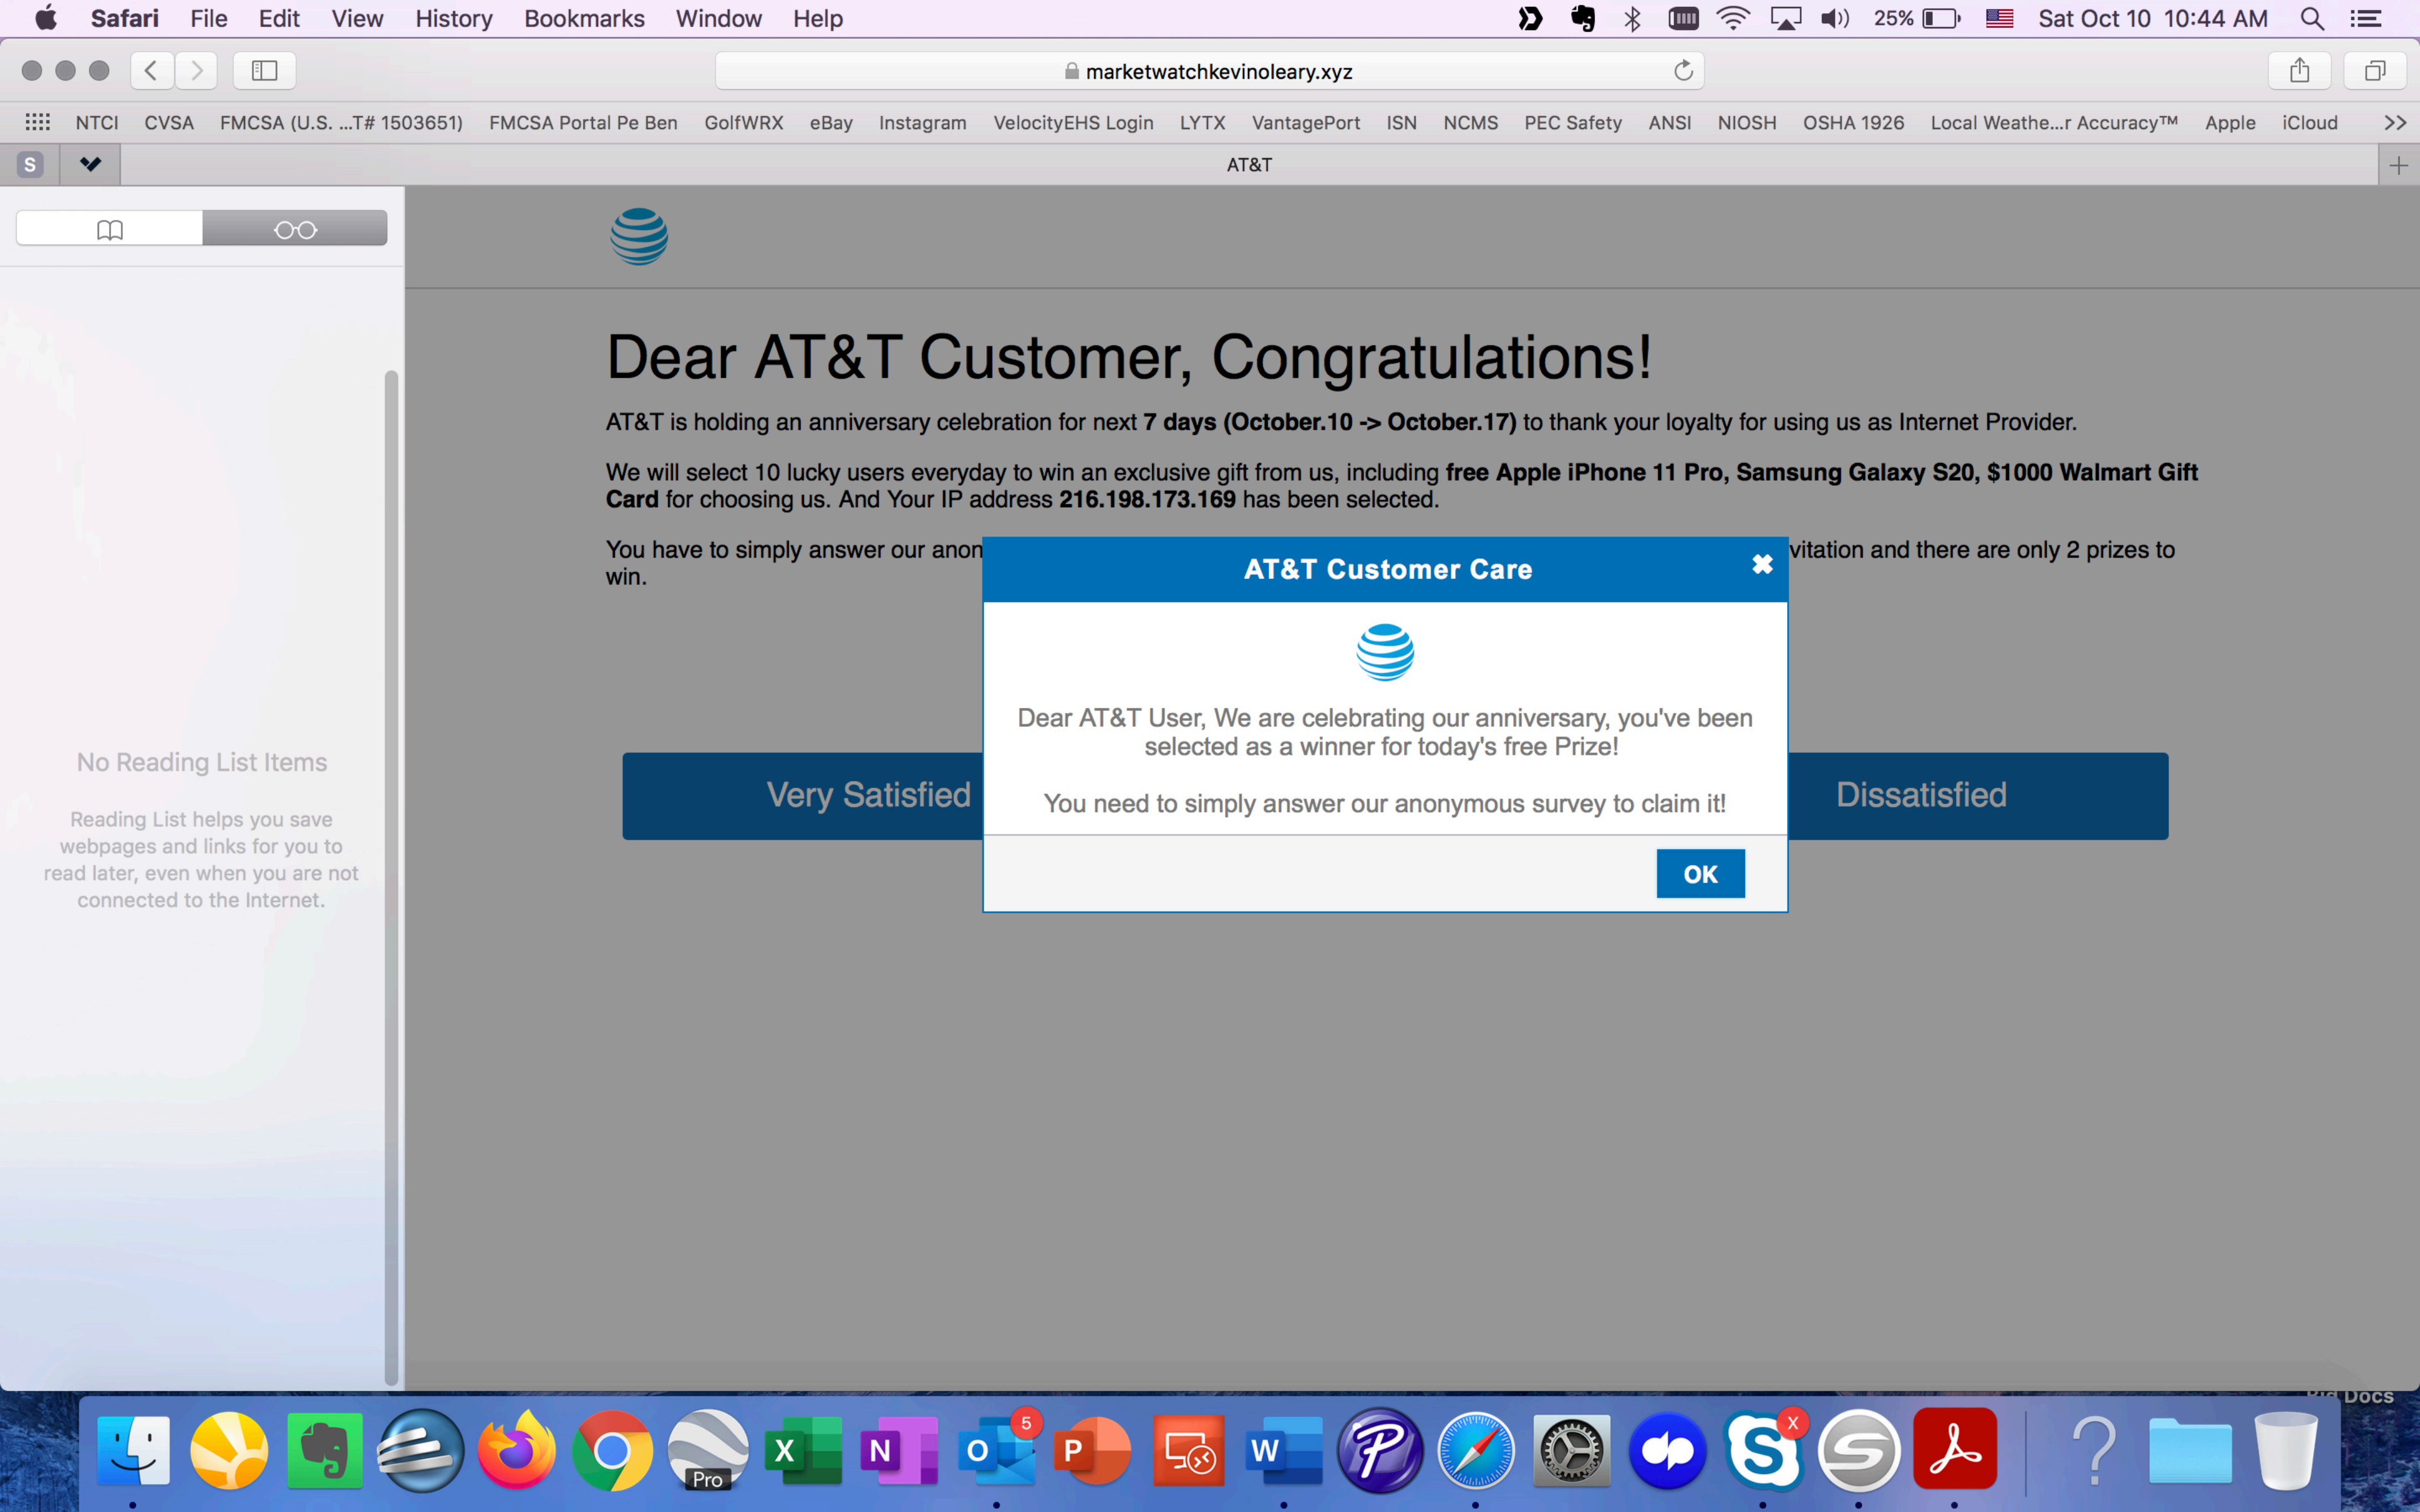 Safari File Edit View History Bookmarks Window Help 25% Sat Oct 10 10:44 AM
marketwatchkevinoleary.xyz
NTCI CVSA FMCSA (U.S. ...T# 1503651) FMCSA Portal Pe Ben GolfWRX eBay Instagram VelocityEHS Login LYTX VantagePort ISN NCMS PEC Safety ANSI NIOSH OSHA 1926 Local Weathe...r Accuracy™ Apple iCloud >>
S AT&T
Dear AT&T Customer, Congratulations!
AT&T is holding an anniversary celebration for next 7 days (October.10 -> October.17) to thank your loyalty for using us as Internet Provider.
We will select 10 lucky users everyday to win an exclusive gift from us, including free Apple iPhone 11 Pro, Samsung Galaxy S20, $1000 Walmart Gift
Card for choosing us. And Your IP address 216.198.173.169 has been selected.
You have to simply answer our anon vitation and there are only 2 prizes to
win.
AT&T Customer Care
Dear AT&T User, We are celebrating our anniversary, you've been
selected as a winner for today's free Prize!
You need to simply answer our anonymous survey to claim it!
OK
Very Satisfied Dissatisfied
No Reading List Items
Reading List helps you save
webpages and links for you to
read later, even when you are not
connected to the Internet.
Docs
5 X
X N O P W P S S
Pro